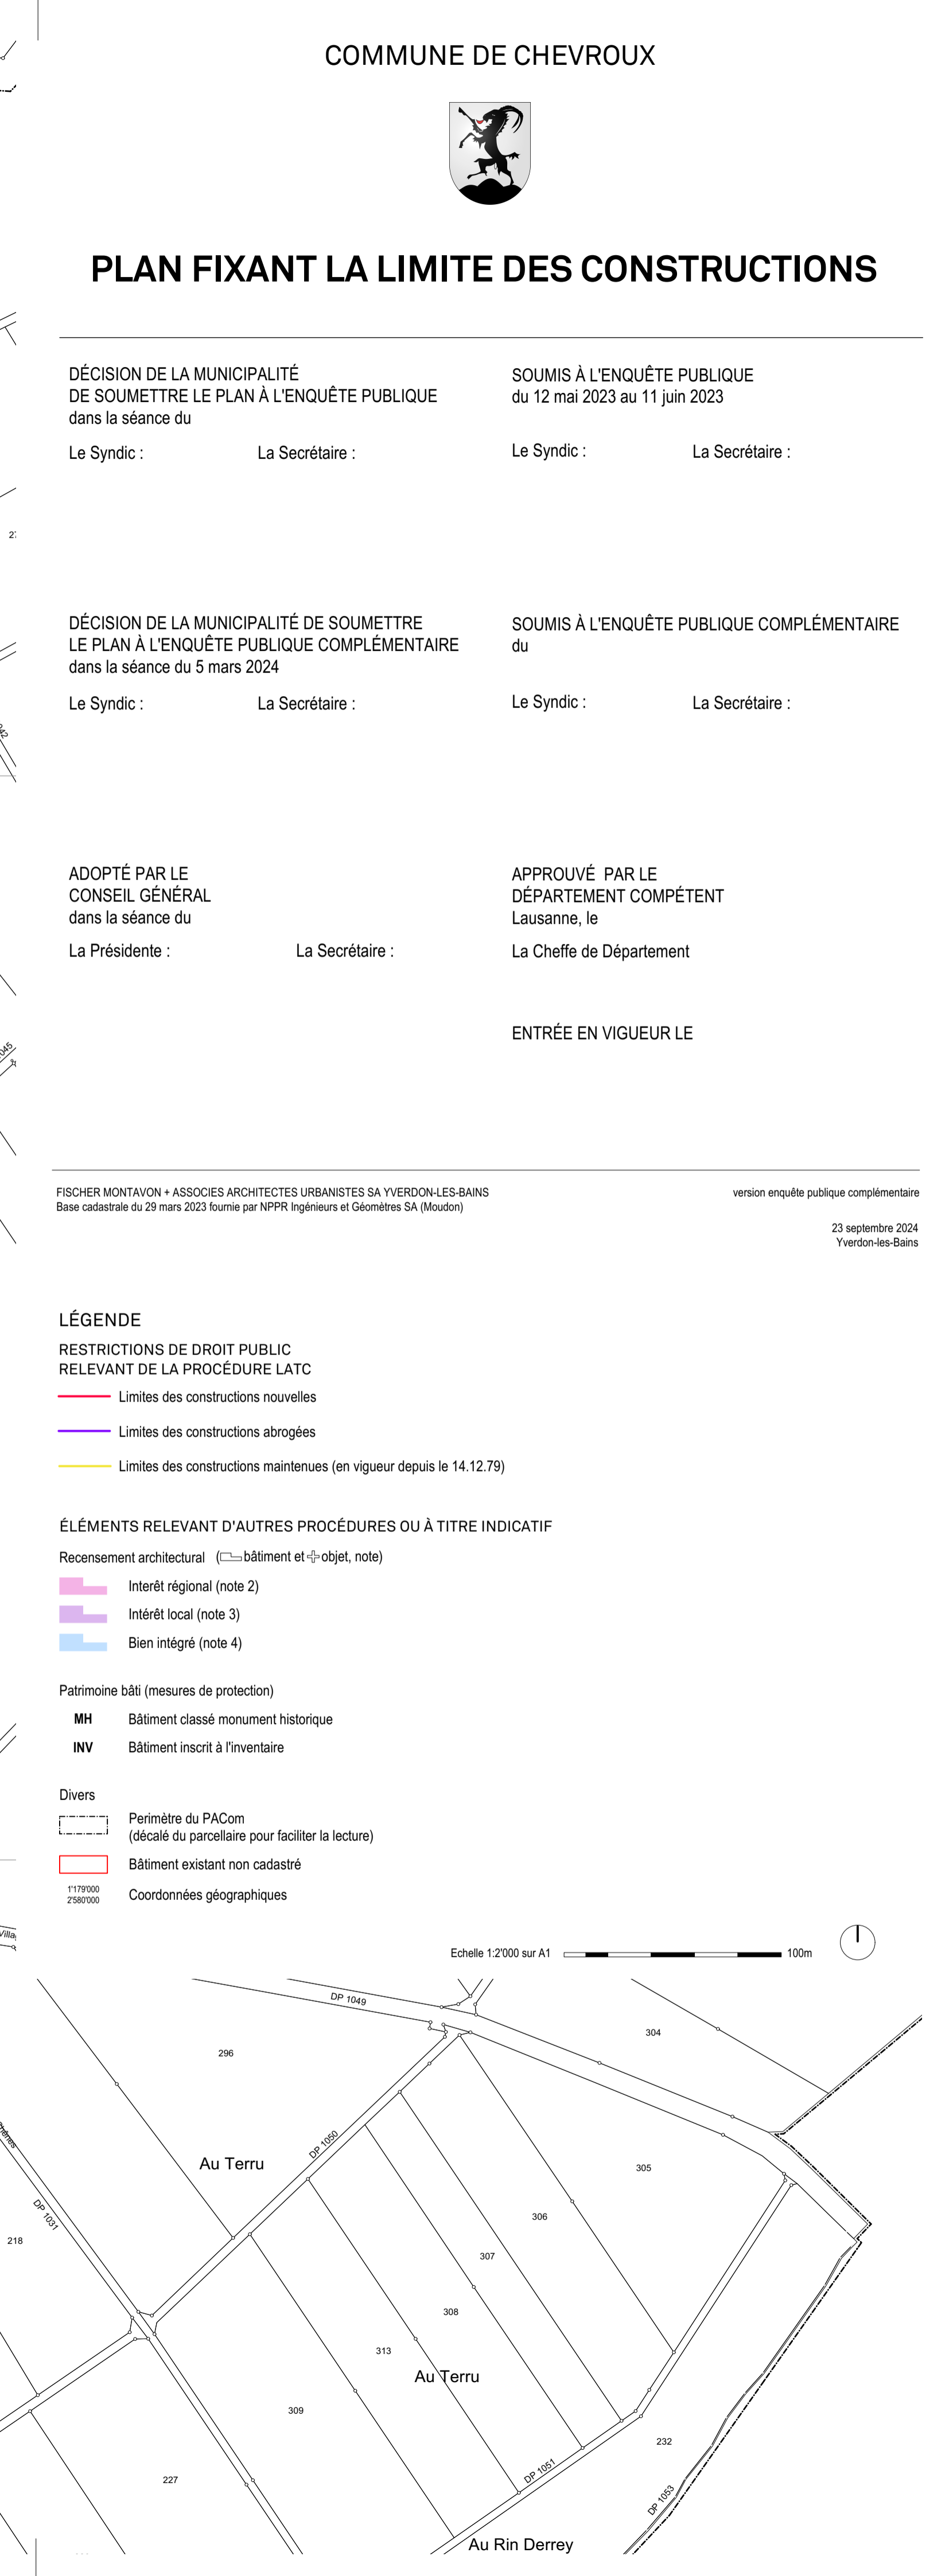 COMMUNE DE CHEVROUX
PLAN FIXANT LA LIMITE DES CONSTRUCTIONS
DÉCISION DE LA MUNICIPALITÉ
DE SOUMETTRE LE PLAN À L'ENQUÊTE PUBLIQUE
dans la séance du
Le Syndic : La Secrétaire :
SOUMIS À L'ENQUÊTE PUBLIQUE
du 12 mai 2023 au 11 juin 2023
Le Syndic : La Secrétaire :
DÉCISION DE LA MUNICIPALITÉ DE SOUMETTRE
LE PLAN À L'ENQUÊTE PUBLIQUE COMPLÉMENTAIRE
dans la séance du 5 mars 2024
Le Syndic : La Secrétaire :
SOUMIS À L'ENQUÊTE PUBLIQUE COMPLÉMENTAIRE
du
Le Syndic : La Secrétaire :
ADOPTÉ PAR LE
CONSEIL GÉNÉRAL
dans la séance du
La Présidente : La Secrétaire :
APPROUVÉ PAR LE
DÉPARTEMENT COMPÉTENT
Lausanne, le
La Cheffe de Département
ENTRÉE EN VIGUEUR LE
FISCHER MONTAVON + ASSOCIES ARCHITECTES URBANISTES SA YVERDON-LES-BAINS
Base cadastrale du 29 mars 2023 fournie par NPPR Ingénieurs et Géomètres SA (Moudon)
version enquête publique complémentaire
23 septembre 2024
Yverdon-les-Bains
LÉGENDE
RESTRICTIONS DE DROIT PUBLIC
RELEVANT DE LA PROCÉDURE LATC
Limites des constructions nouvelles
Limites des constructions abrogées
Limites des constructions maintenues (en vigueur depuis le 14.12.79)
ÉLÉMENTS RELEVANT D'AUTRES PROCÉDURES OU À TITRE INDICATIF
Recensement architectural ( bâtiment et objet, note)
Interêt régional (note 2)
Intérêt local (note 3)
Bien intégré (note 4)
Patrimoine bâti (mesures de protection)
MH Bâtiment classé monument historique
INV Bâtiment inscrit à l'inventaire
Divers
Perimètre du PACom
(décalé du parcellaire pour faciliter la lecture)
Bâtiment existant non cadastré
1'179'000
2'580'000
Coordonnées géographiques
Echelle 1:2'000 sur A1 100m
DP 1049
304
296
DP 1050
Au Terru
305
DP 1031
306
218
307
308
313
Au Terru
309
232
DP 1051
227
DP 1053
Au Rin Derrey